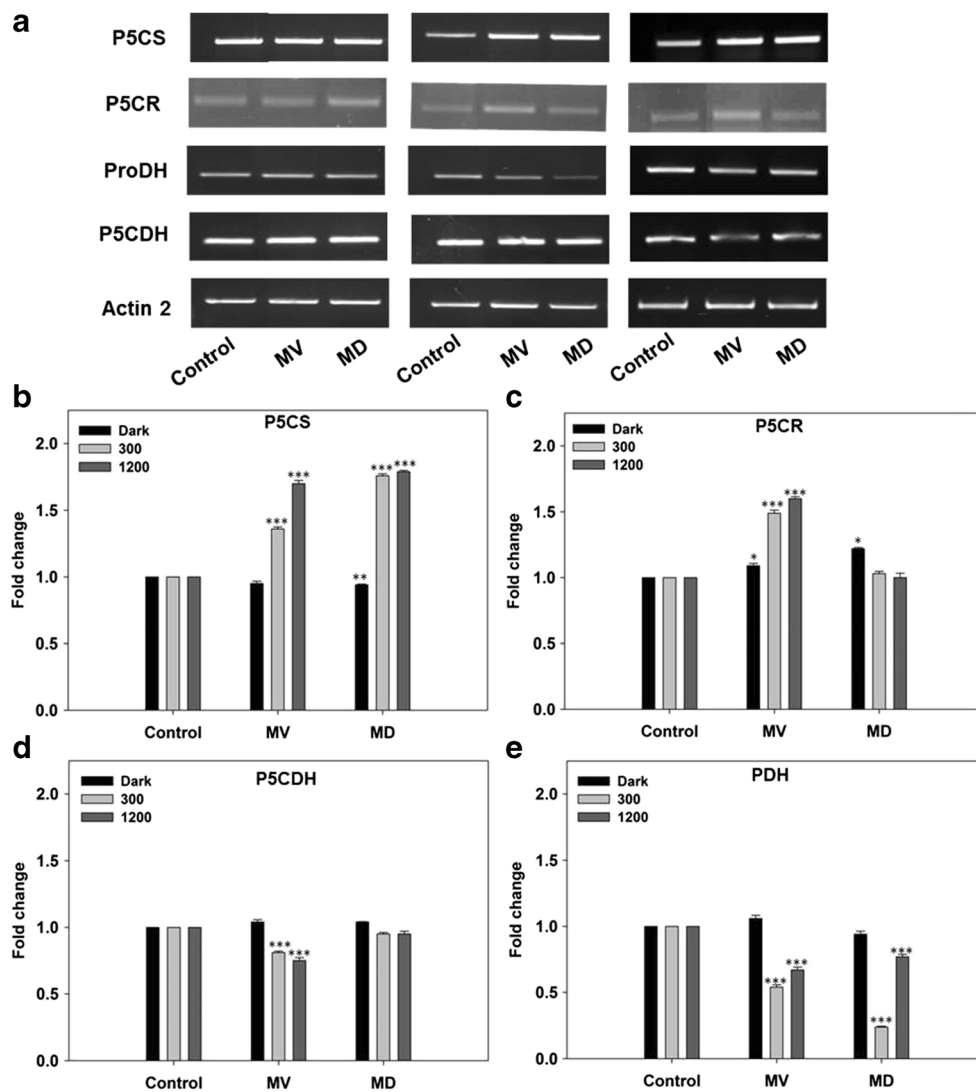 a
P5CS
P5CR
ProDH
P5CDH
Actin 2
Control MV MD Control MV MD Control MV MD
b
P5CS
Dark
300
1200
2.0
1.5
1.0
0.5
0.0
Fold change
*** *** ** *** ***
Control MV MD
c
P5CR
Dark
300
1200
2.0
1.5
1.0
0.5
0.0
Fold change
* *** *** *
Control MV MD
d
P5CDH
Dark
300
1200
2.0
1.5
1.0
0.5
0.0
Fold change
*** ***
Control MV MD
e
PDH
Dark
300
1200
2.0
1.5
1.0
0.5
0.0
Fold change
*** *** *** ***
Control MV MD